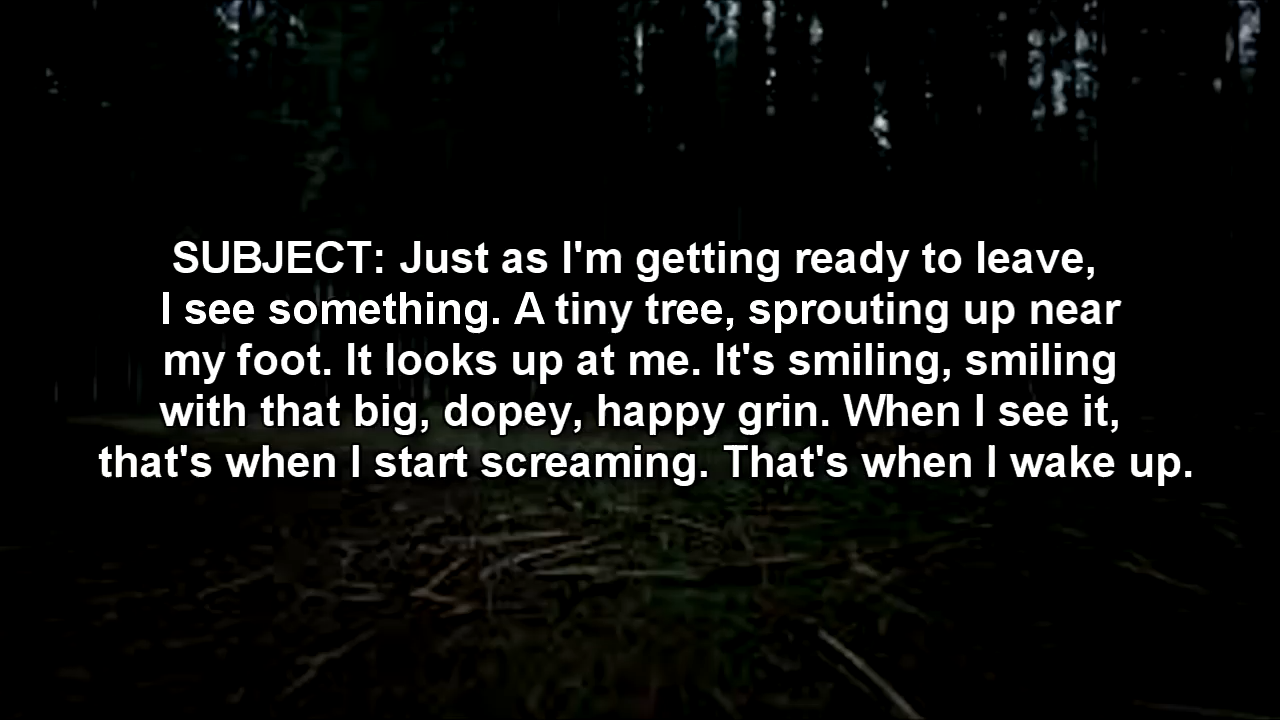 SUBJECT: Just as I'm getting ready to leave,
I see something. A tiny tree, sprouting up near
my foot. It looks up at me. It's smiling, smiling
with that big, dopey, happy grin. When I see it,
that's when I start screaming. That's when I wake up.